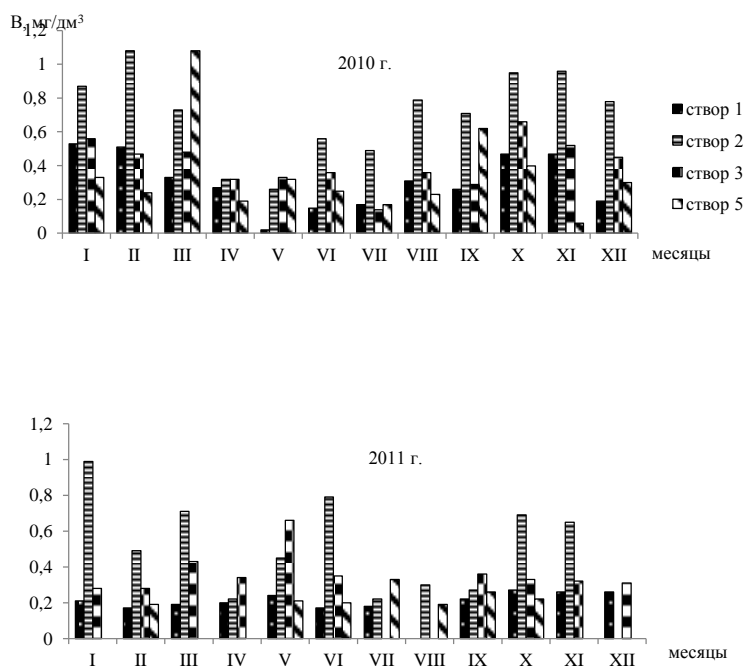 В, мг/дм³
1,2
1
0,8
0,6
0,4
0,2
0
2010 г.
створ 1
створ 2
створ 3
створ 5
I II III IV V VI VII VIII IX X XI XII месяцы
1,2
1
0,8
0,6
0,4
0,2
0
2011 г.
I II III IV V VI VII VIII IX X XI XII месяцы